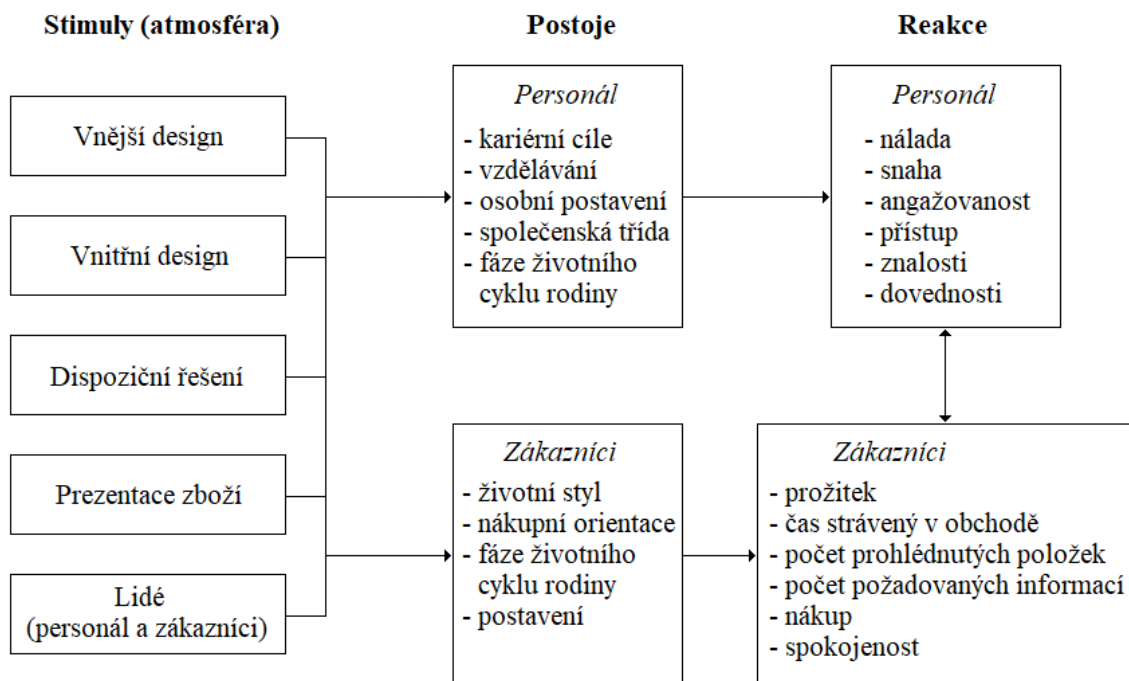 Stimuly (atmosféra)
Postoje
Reakce
Vnější design
Vnitřní design
Dispoziční řešení
Prezentace zboží
Lidé
(personál a zákazníci)
Personál
- kariérní cíle
- vzdělávání
- osobní postavení
- společenská třída
- fáze životního
cyklu rodiny
Personál
- nálada
- snaha
- angažovanost
- přístup
- znalosti
- dovednosti
Zákazníci
- životní styl
- nákupní orientace
- fáze životního
cyklu rodiny
- postavení
Zákazníci
- prožitek
- čas strávený v obchodě
- počet prohlédnutých položek
- počet požadovaných informací
- nákup
- spokojenost